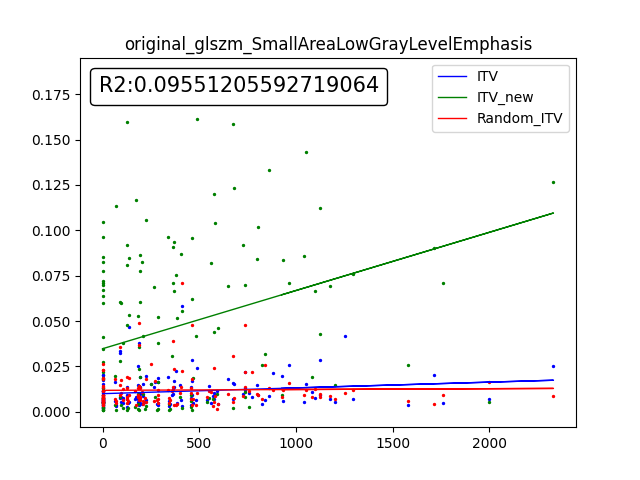 original_glszm_SmallAreaLowGrayLevelEmphasis
R2:0.09551205592719064
ITV
ITV_new
Random_ITV
0.175
0.150
0.125
0.100
0.075
0.050
0.025
0.000
0
500
1000
1500
2000